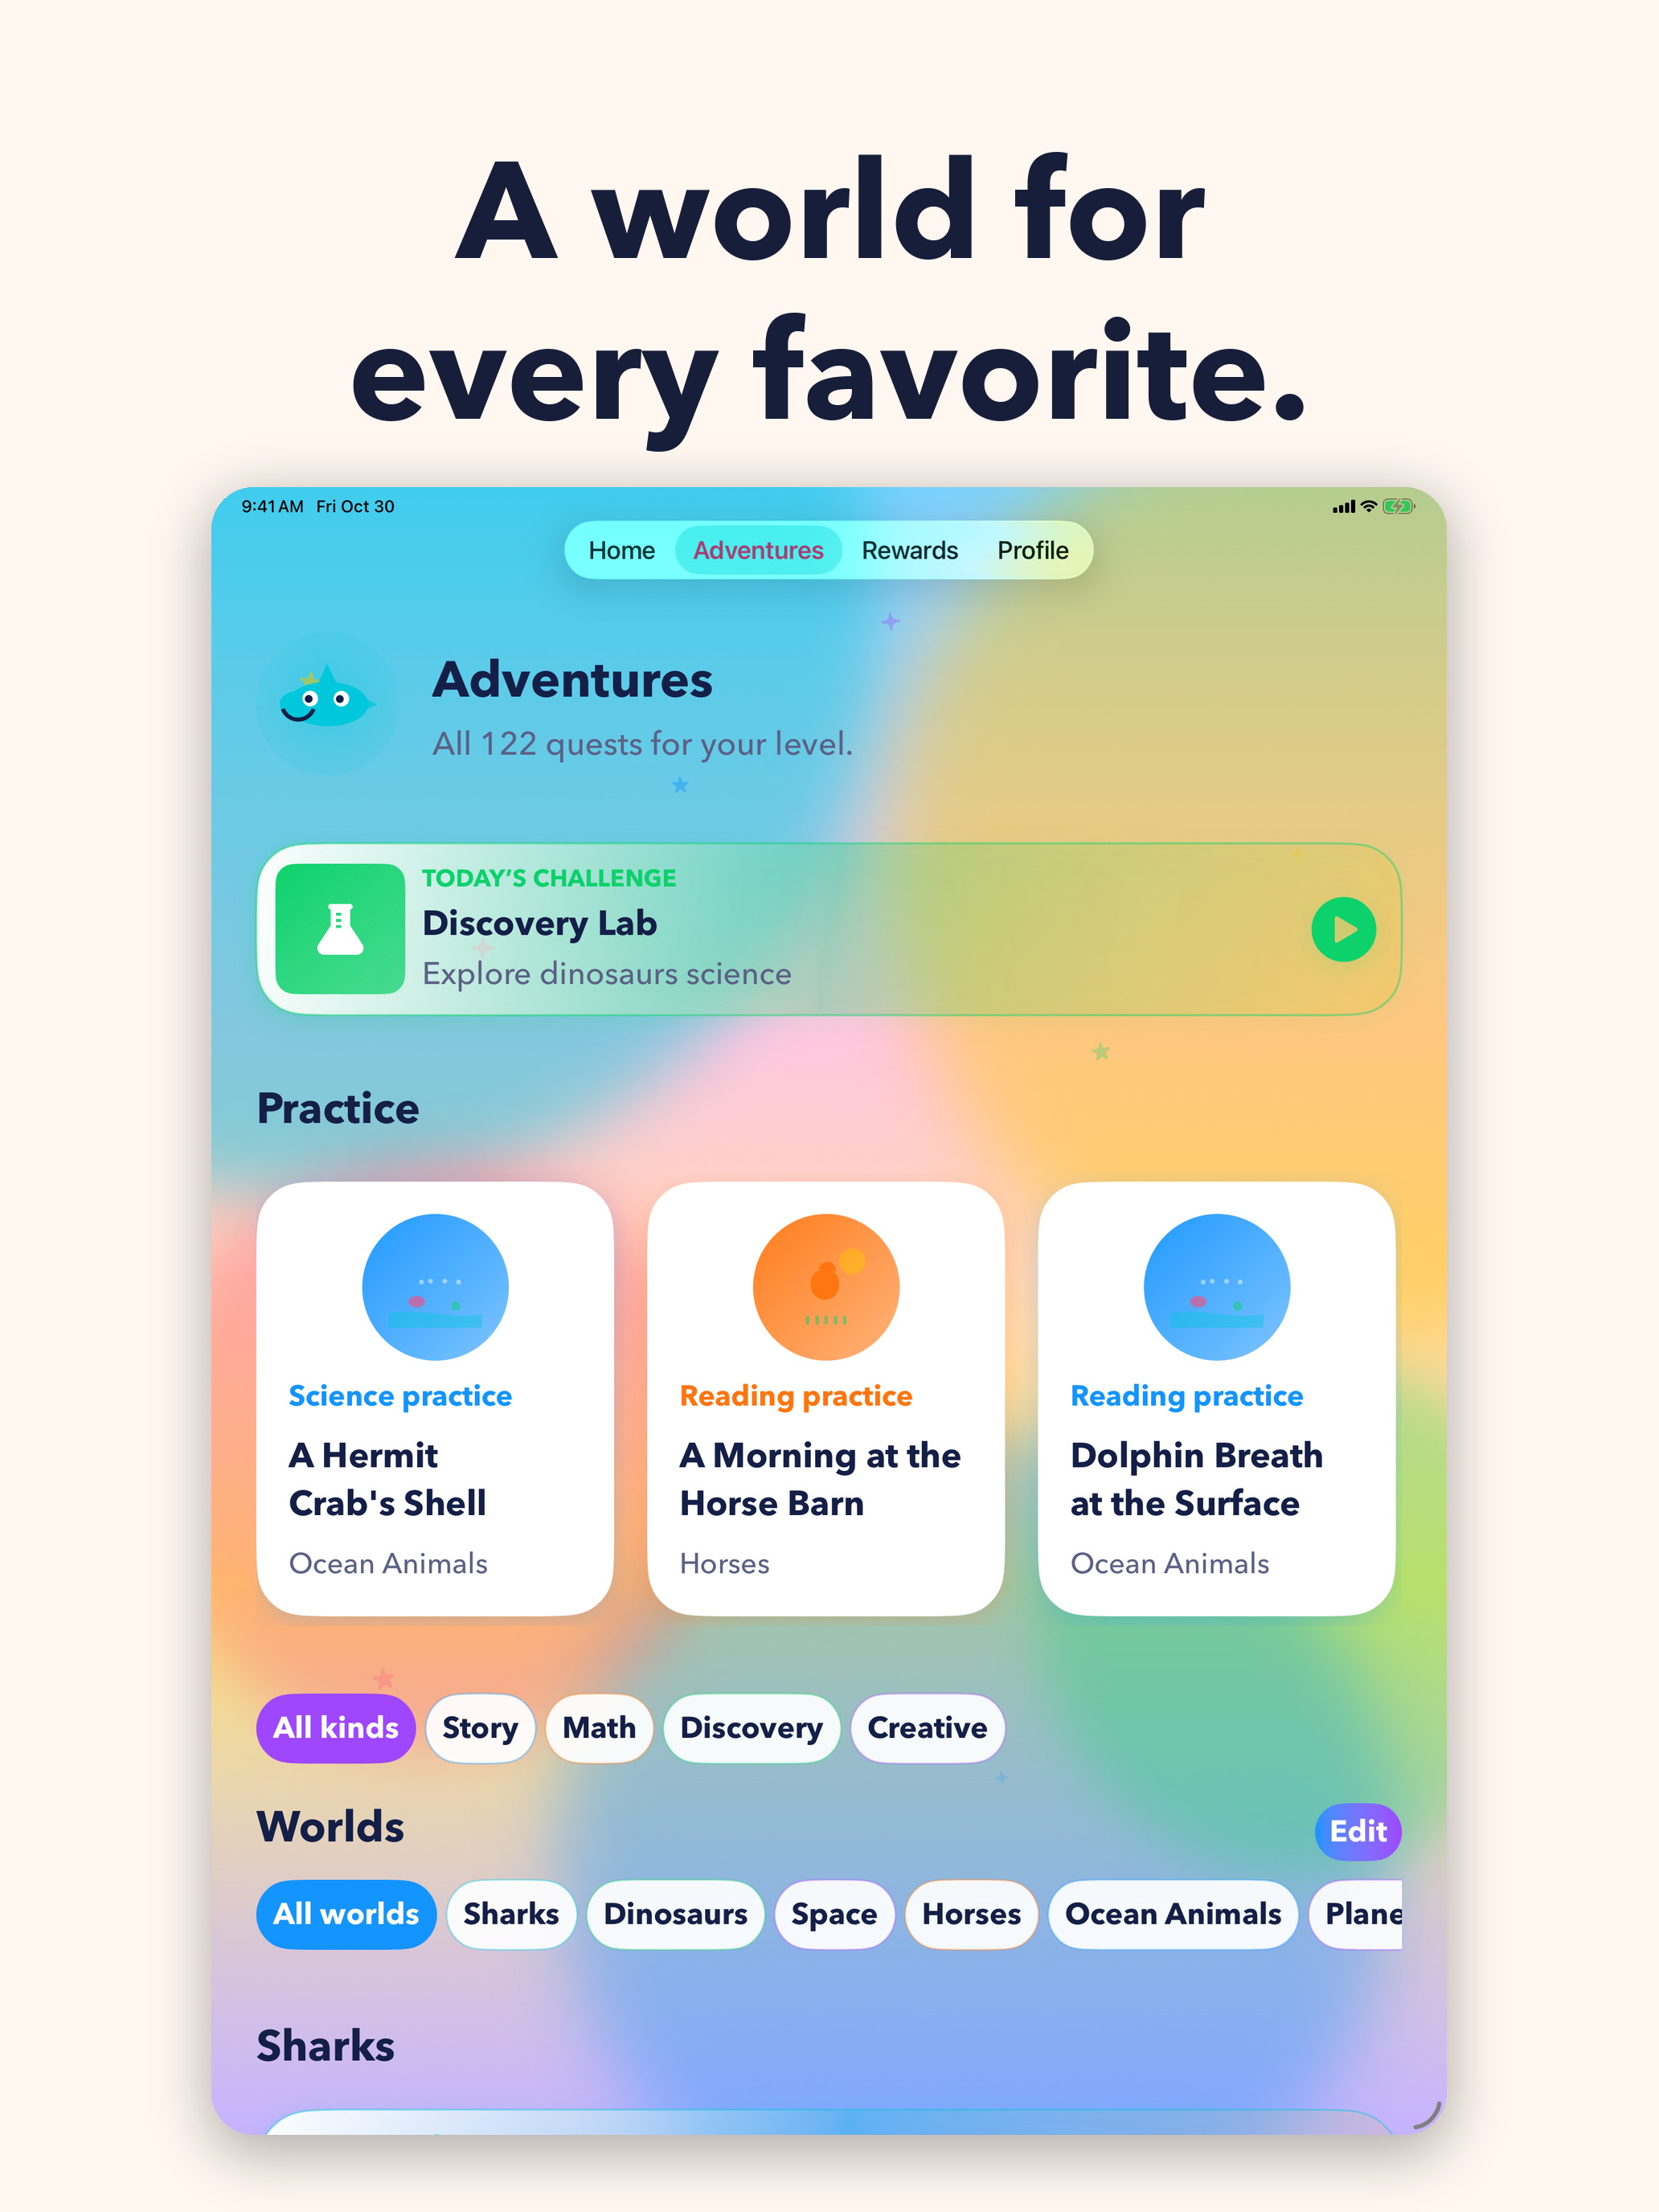 A world for
every favorite.
9:41 AM Fri Oct 30
Home Adventures Rewards Profile
Adventures
All 122 quests for your level.
TODAY’S CHALLENGE
Discovery Lab
Explore dinosaurs science
Practice
Science practice
A Hermit
Crab's Shell
Ocean Animals
Reading practice
A Morning at the
Horse Barn
Horses
Reading practice
Dolphin Breath
at the Surface
Ocean Animals
All kinds Story Math Discovery Creative
Worlds
Edit
All worlds Sharks Dinosaurs Space Horses Ocean Animals Plane
Sharks